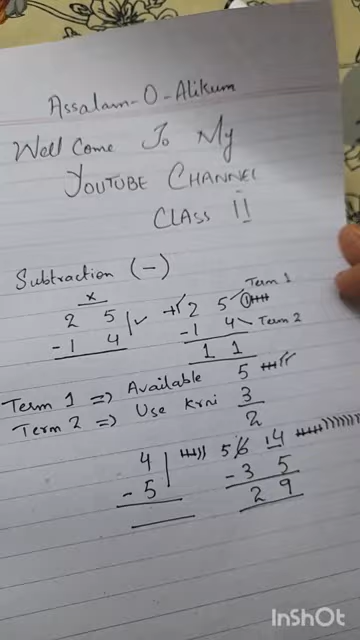 Assalam-O-Alikum
Well Come To My
YOUTUBE CHANNEL
CLASS II
Subtraction (-)
x
2 5
-1 4
2 5 Term 1
-1 4 Term 2
1 1
Term 1 => Available
Term 2 => Use krni
5
3
2
4
- 5
5 6 14
-3 5
2 9
InShOt